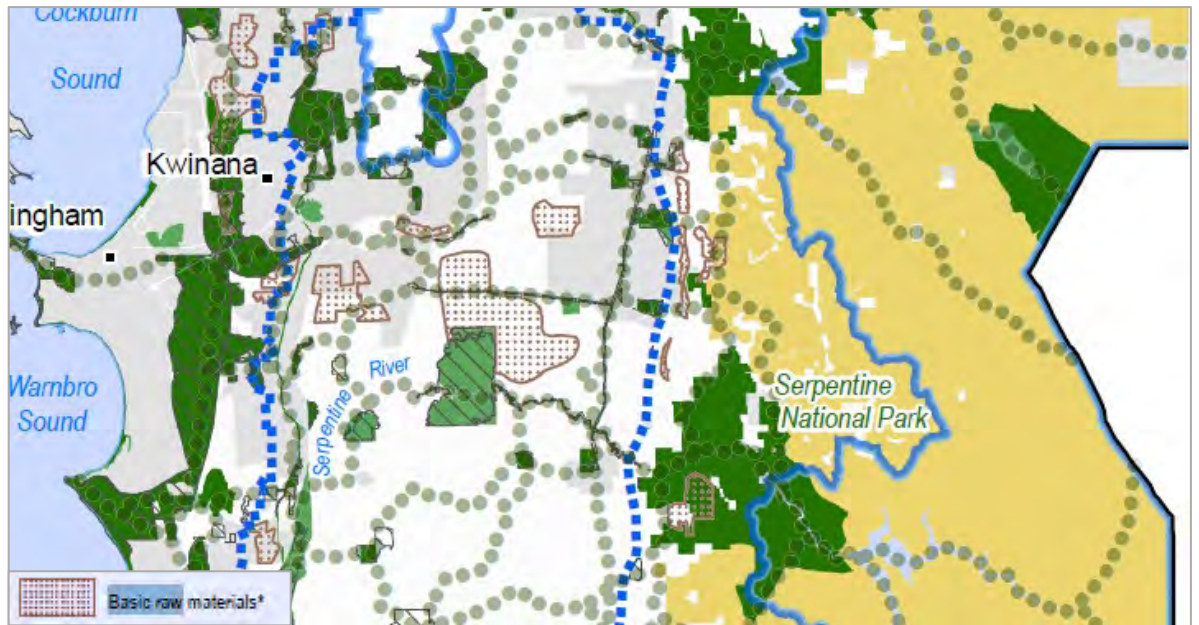 Cockburn
Sound
Kwinana
ingham
Warnbro
Sound
Serpentine
River
Serpentine
National Park
Basic raw materials*